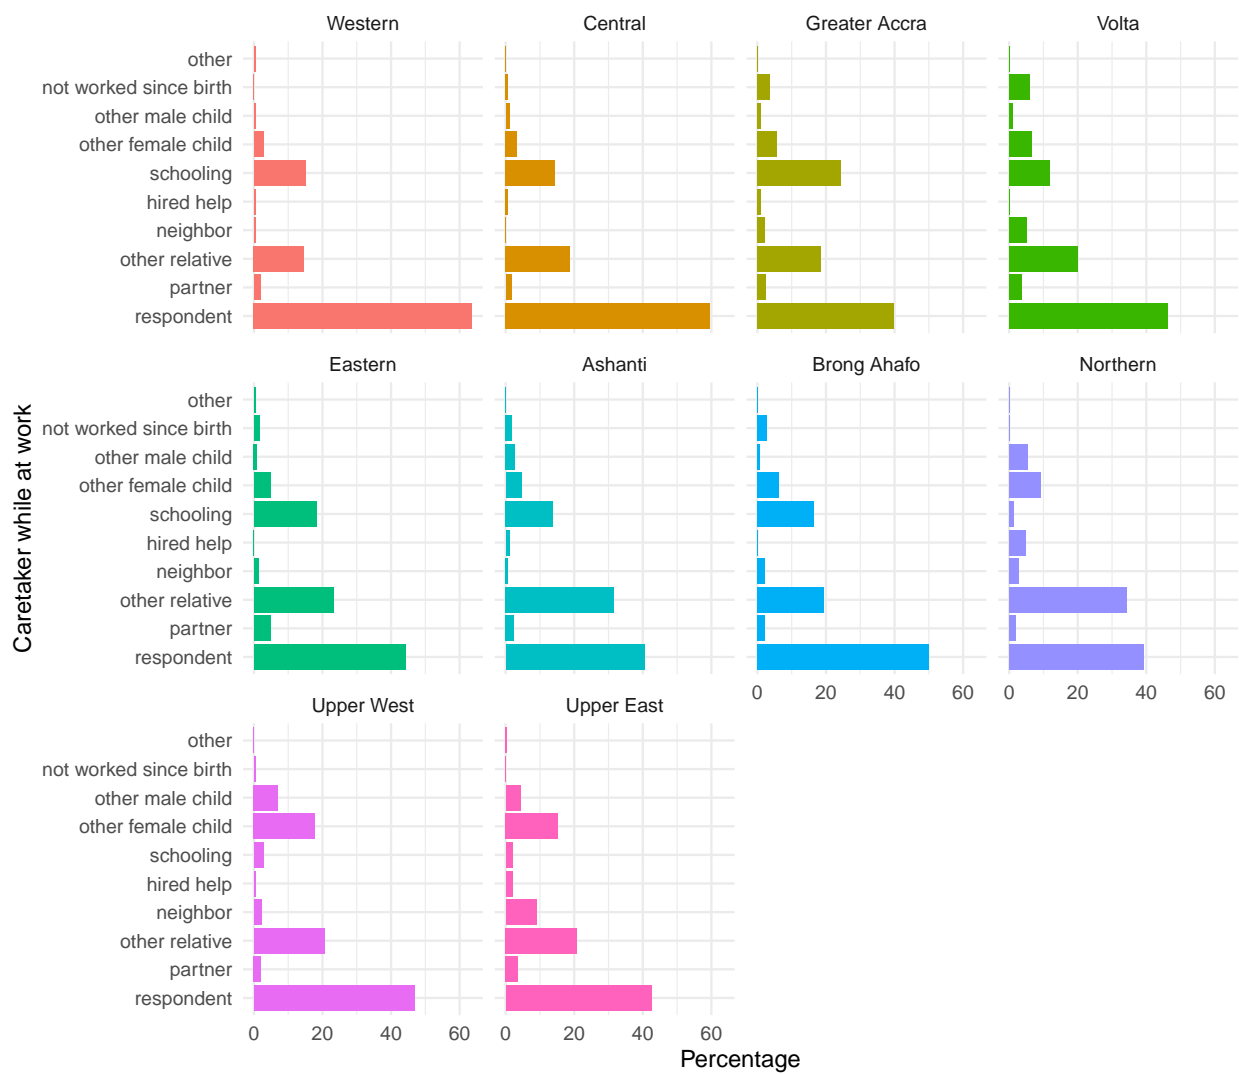 Western Central Greater Accra Volta
other
not worked since birth
other male child
other female child
schooling
hired help
neighbor
other relative
partner
respondent
Eastern Ashanti Brong Ahafo Northern
other
not worked since birth
other male child
other female child
schooling
hired help
neighbor
other relative
partner
respondent
0 20 40 60 0 20 40 60
Upper West Upper East
other
not worked since birth
other male child
other female child
schooling
hired help
neighbor
other relative
partner
respondent
0 20 40 60 0 20 40 60
Percentage
Caretaker while at work